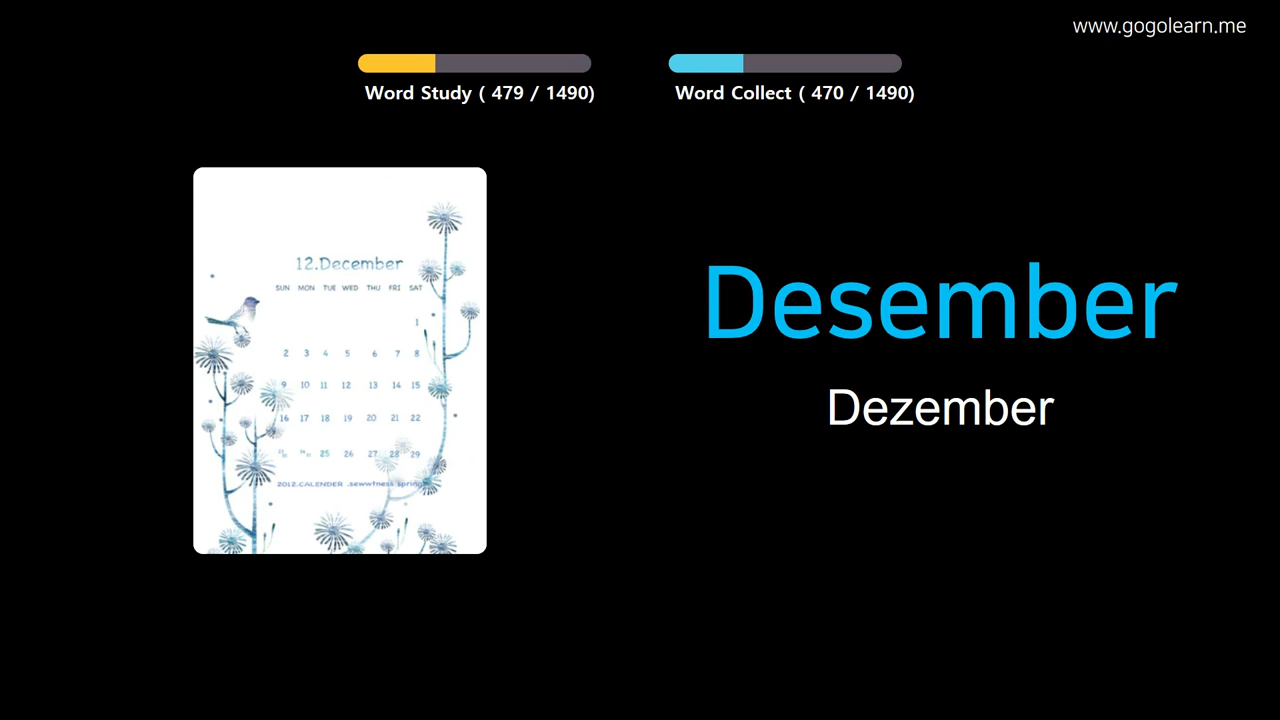 www.gogolearn.me
Word Study ( 479 / 1490)
Word Collect ( 470 / 1490)
12.December
SUN MON TUE WED THU FRI SAT
1
2 3 4 5 6 7 8
9 10 11 12 13 14 15
16 17 18 19 20 21 22
25 26 27 28 29
2012.CALENDER .sewwtness spring
Desember
Dezember